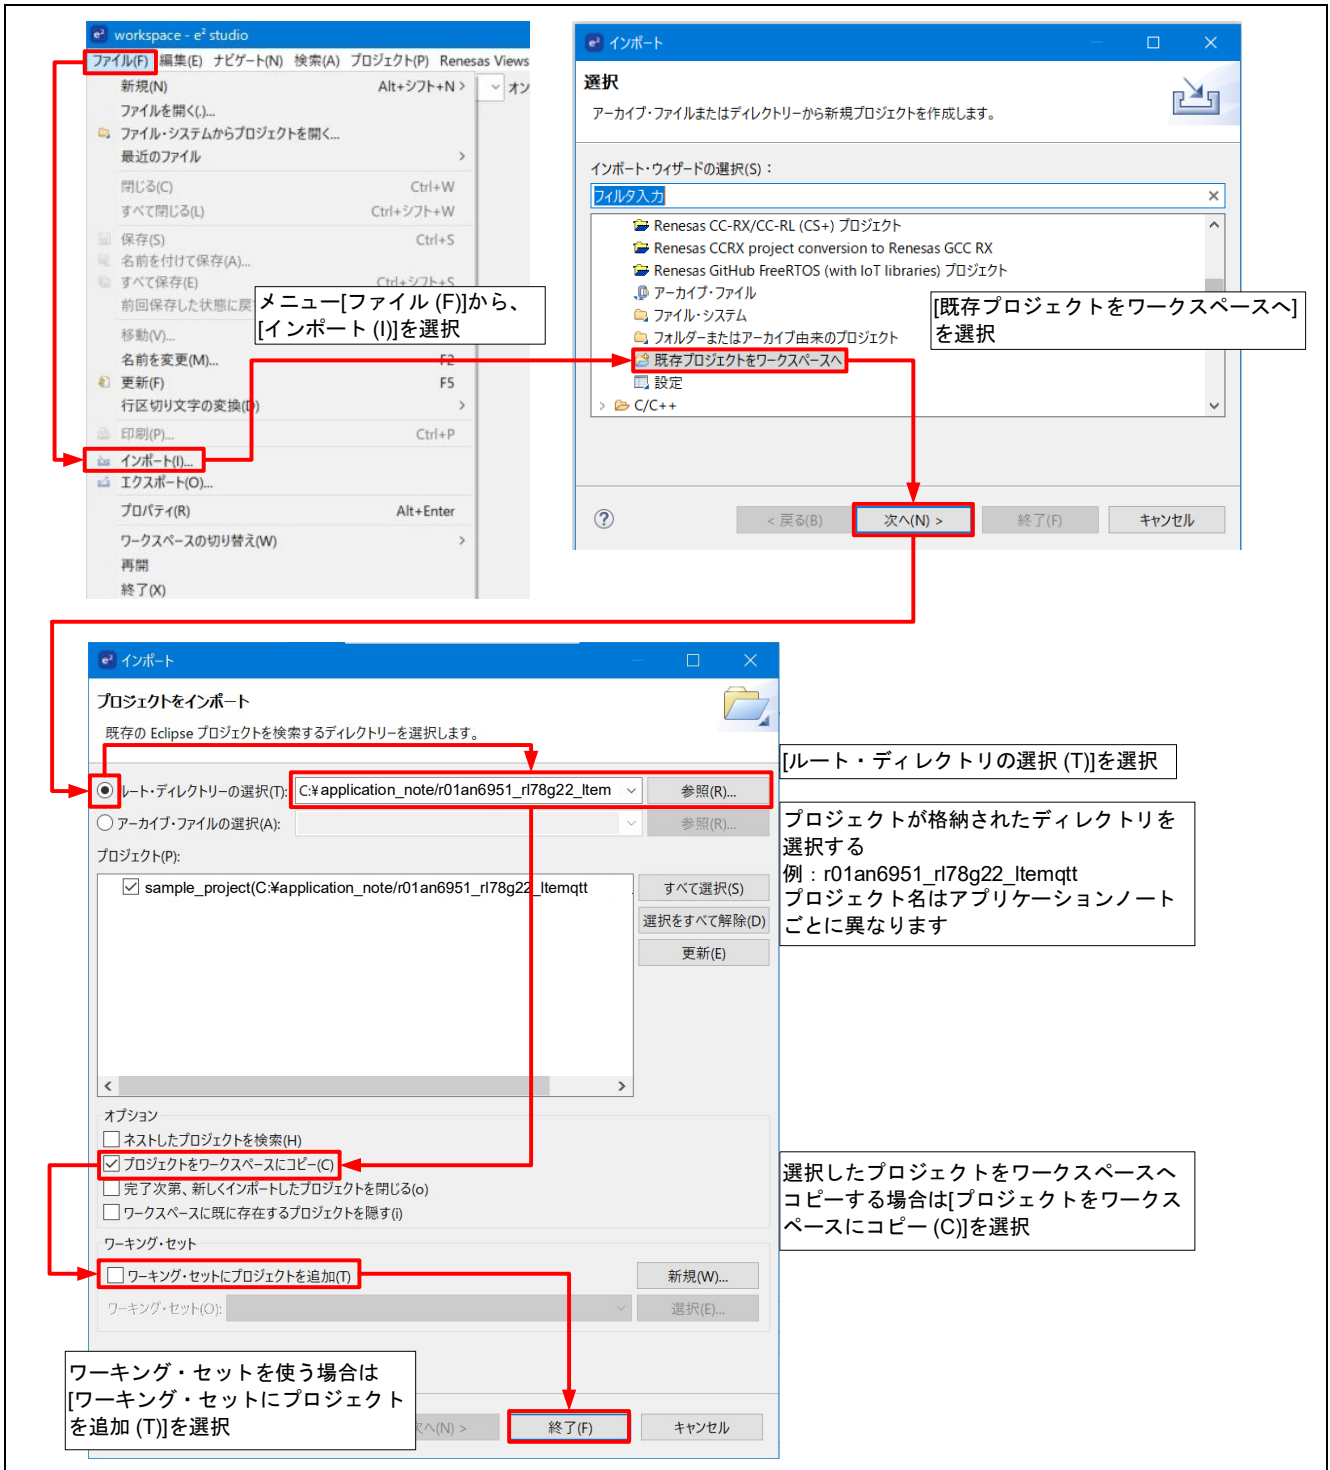 workspace - e² studio
ファイル(F) 編集(E) ナビゲート(N) 検索(A) プロジェクト(P) Renesas Views
新規(N) Alt+シフト+N >
オン
ファイルを開く(.)...
ファイル・システムからプロジェクトを開く...
最近のファイル >
閉じる(C) Ctrl+W
すべて閉じる(L) Ctrl+シフト+W
保存(S) Ctrl+S
名前を付けて保存(A)...
すべて保存(E) Ctrl+シフト+S
前回保存した状態に戻
メニュー[ファイル (F)]から、
[インポート (I)]を選択
移動(V)...
名前を変更(M)... F2
更新(F) F5
行区切り文字の変換(D) >
印刷(P)... Ctrl+P
インポート(I)...
エクスポート(O)...
プロパティ(R) Alt+Enter
ワークスペースの切り替え(W) >
再開
終了(X)
インポート
選択
アーカイブ・ファイルまたはディレクトリーから新規プロジェクトを作成します。
インポート・ウィザードの選択(S)：
フィルタ入力
Renesas CC-RX/CC-RL (CS+) プロジェクト
Renesas CCRX project conversion to Renesas GCC RX
Renesas GitHub FreeRTOS (with IoT libraries) プロジェクト
アーカイブ・ファイル
ファイル・システム
フォルダーまたはアーカイブ由来のプロジェクト
既存プロジェクトをワークスペースへ
設定
> C/C++
[既存プロジェクトをワークスペースへ]
を選択
< 戻る(B) 次へ(N) > 終了(F) キャンセル
インポート
プロジェクトをインポート
既存の Eclipse プロジェクトを検索するディレクトリーを選択します。
ルート・ディレクトリーの選択(T): C:¥application_note/r01an6951_rl78g22_ltem 参照(R)...
アーカイブ・ファイルの選択(A): 参照(R)...
プロジェクト(P):
sample_project(C:¥application_note/r01an6951_rl78g22_ltemqtt
すべて選択(S)
選択をすべて解除(D)
更新(E)
[ルート・ディレクトリの選択 (T)]を選択
プロジェクトが格納されたディレクトリを
選択する
例：r01an6951_rl78g22_ltemqtt
プロジェクト名はアプリケーションノート
ごとに異なります
オプション
ネストしたプロジェクトを検索(H)
プロジェクトをワークスペースにコピー(C)
完了次第、新しくインポートしたプロジェクトを閉じる(o)
ワークスペースに既に存在するプロジェクトを隠す(i)
選択したプロジェクトをワークスペースへ
コピーする場合は[プロジェクトをワークス
ペースにコピー (C)]を選択
ワーキング・セット
ワーキング・セットにプロジェクトを追加(T) 新規(W)...
ワーキング・セット(O): 選択(E)...
ワーキング・セットを使う場合は
[ワーキング・セットにプロジェクト
を追加 (T)]を選択
へ(N) > 終了(F) キャンセル